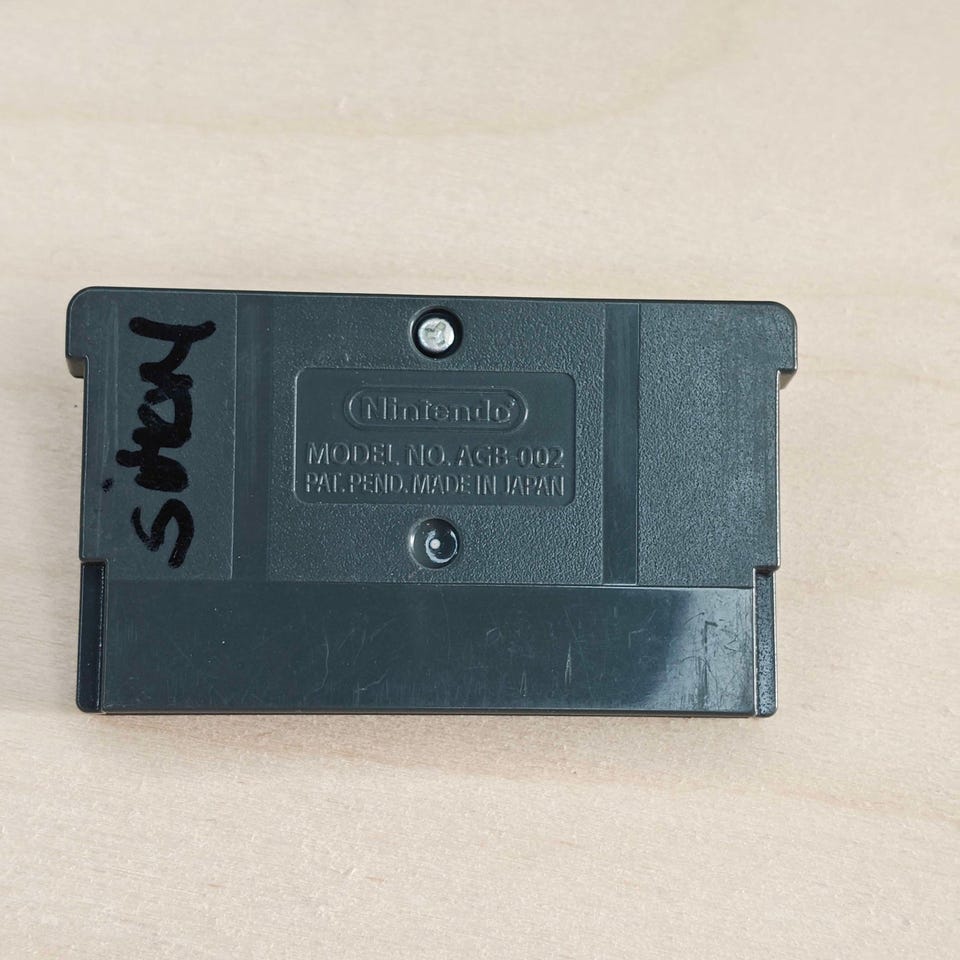 Nintendo®
MODEL NO. AGB-002
PAT. PEND. MADE IN JAPAN